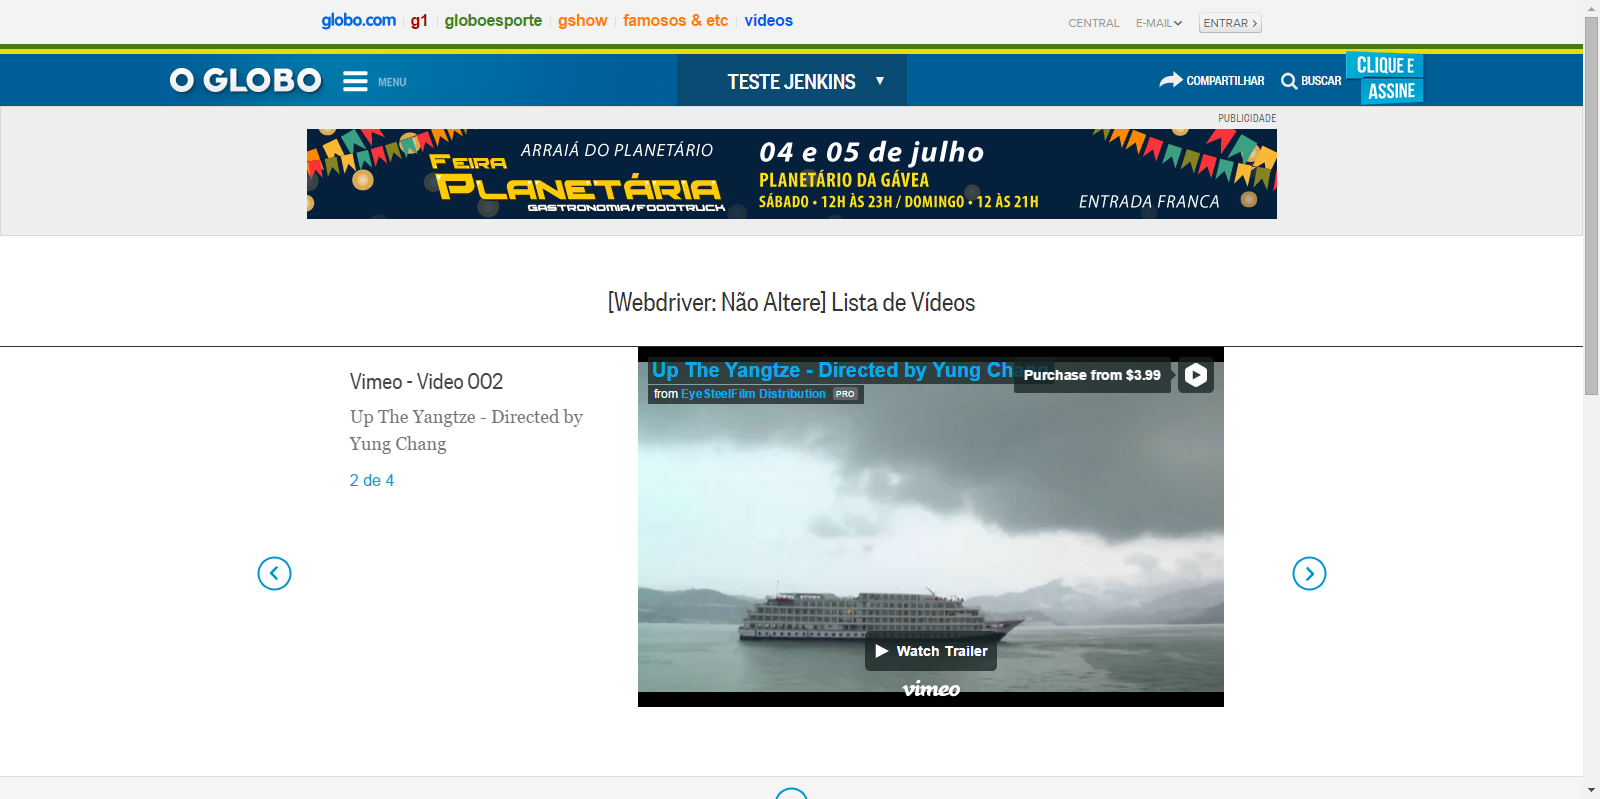 globo.com g1 globoesporte gshow famosos & etc vídeos CENTRAL E-MAIL ENTRAR
O GLOBO MENU TESTE JENKINS COMPARTILHAR BUSCAR CLIQUE E
ASSINE
PUBLICIDADE
ARRAIÁ DO PLANETÁRIO
FEIRA
PLANETÁRIA
GASTRONOMIA/FOODTRUCK
04 e 05 de julho
PLANETÁRIO DA GÁVEA
SÁBADO • 12H ÀS 23H / DOMINGO • 12 ÀS 21H
ENTRADA FRANCA
[Webdriver: Não Altere] Lista de Vídeos
Vimeo - Video 002
Up The Yangtze - Directed by
Yung Chang
2 de 4
Up The Yangtze - Directed by Yung Chang
from EyeSteelFilm Distribution PRO
Purchase from $3.99
Watch Trailer
vimeo